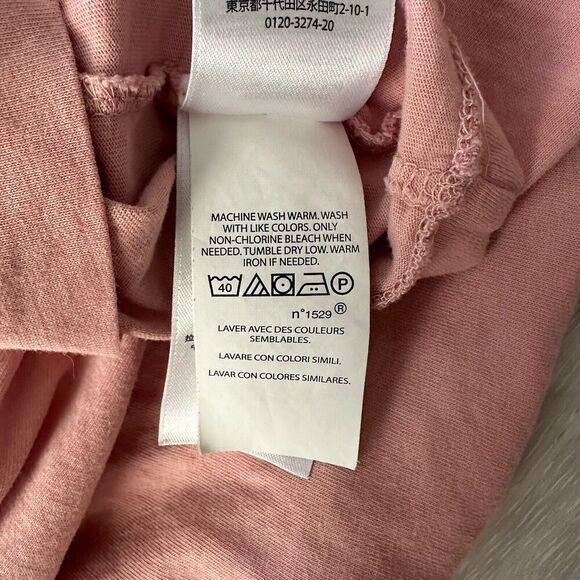 東京都千代田区永田町2-10-1
0120-3274-20
MACHINE WASH WARM. WASH
WITH LIKE COLORS. ONLY
NON-CHLORINE BLEACH WHEN
NEEDED. TUMBLE DRY LOW. WARM
IRON IF NEEDED.
40 P
n°1529 ®
LAVER AVEC DES COULEURS
SEMBLABLES.
LAVARE CON COLORI SIMILI.
LAVAR CON COLORES SIMILARES.